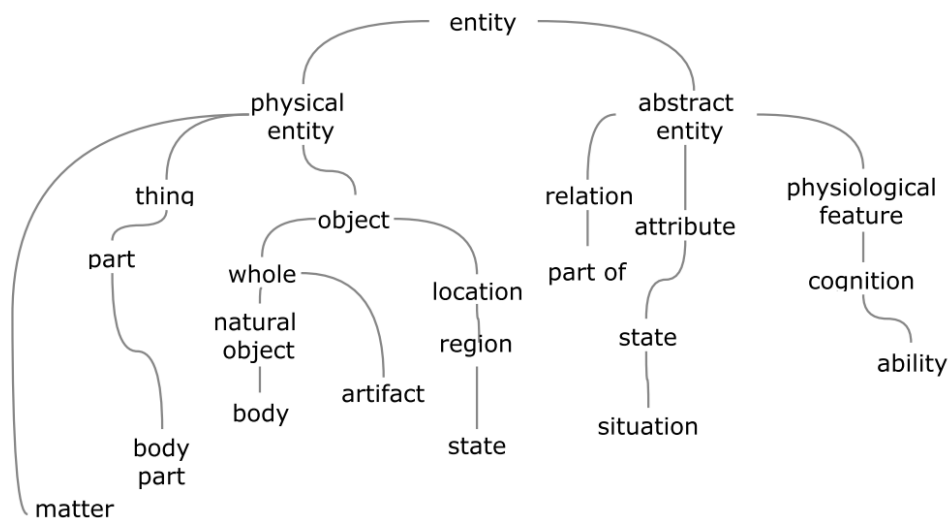 entity
physical
entity
abstract
entity
thing
relation
physiological
feature
object
attribute
part
whole
location
part of
cognition
natural
object
region
state
ability
artifact
body
situation
body
part
state
matter